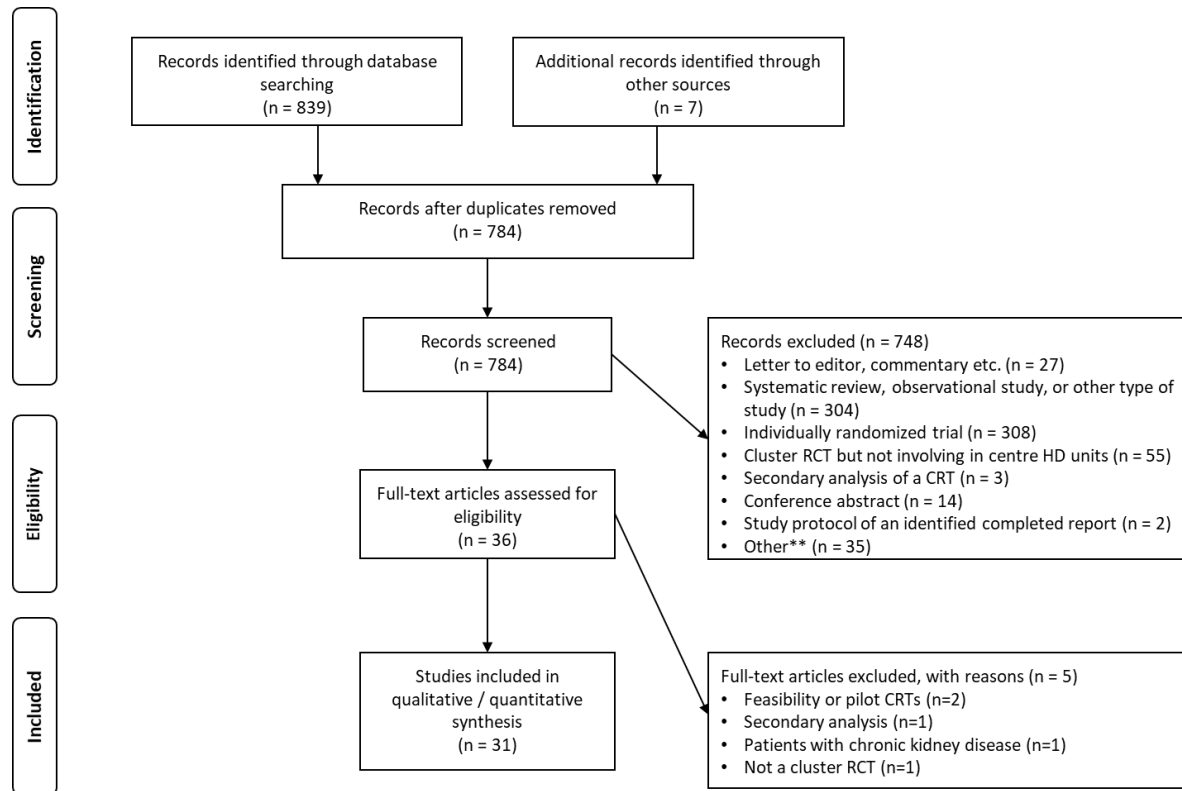 Identification
Records identified through database
searching
(n = 839)
Additional records identified through
other sources
(n = 7)
Records after duplicates removed
(n = 784)
Screening
Records screened
(n = 784)
Records excluded (n = 748)
• Letter to editor, commentary etc. (n = 27)
• Systematic review, observational study, or other type of
study (n = 304)
• Individually randomized trial (n = 308)
• Cluster RCT but not involving in centre HD units (n = 55)
• Secondary analysis of a CRT (n = 3)
• Conference abstract (n = 14)
• Study protocol of an identified completed report (n = 2)
• Other** (n = 35)
Eligibility
Full-text articles assessed for
eligibility
(n = 36)
Included
Studies included in
qualitative / quantitative
synthesis
(n = 31)
Full-text articles excluded, with reasons (n = 5)
• Feasibility or pilot CRTs (n=2)
• Secondary analysis (n=1)
• Patients with chronic kidney disease (n=1)
• Not a cluster RCT (n=1)